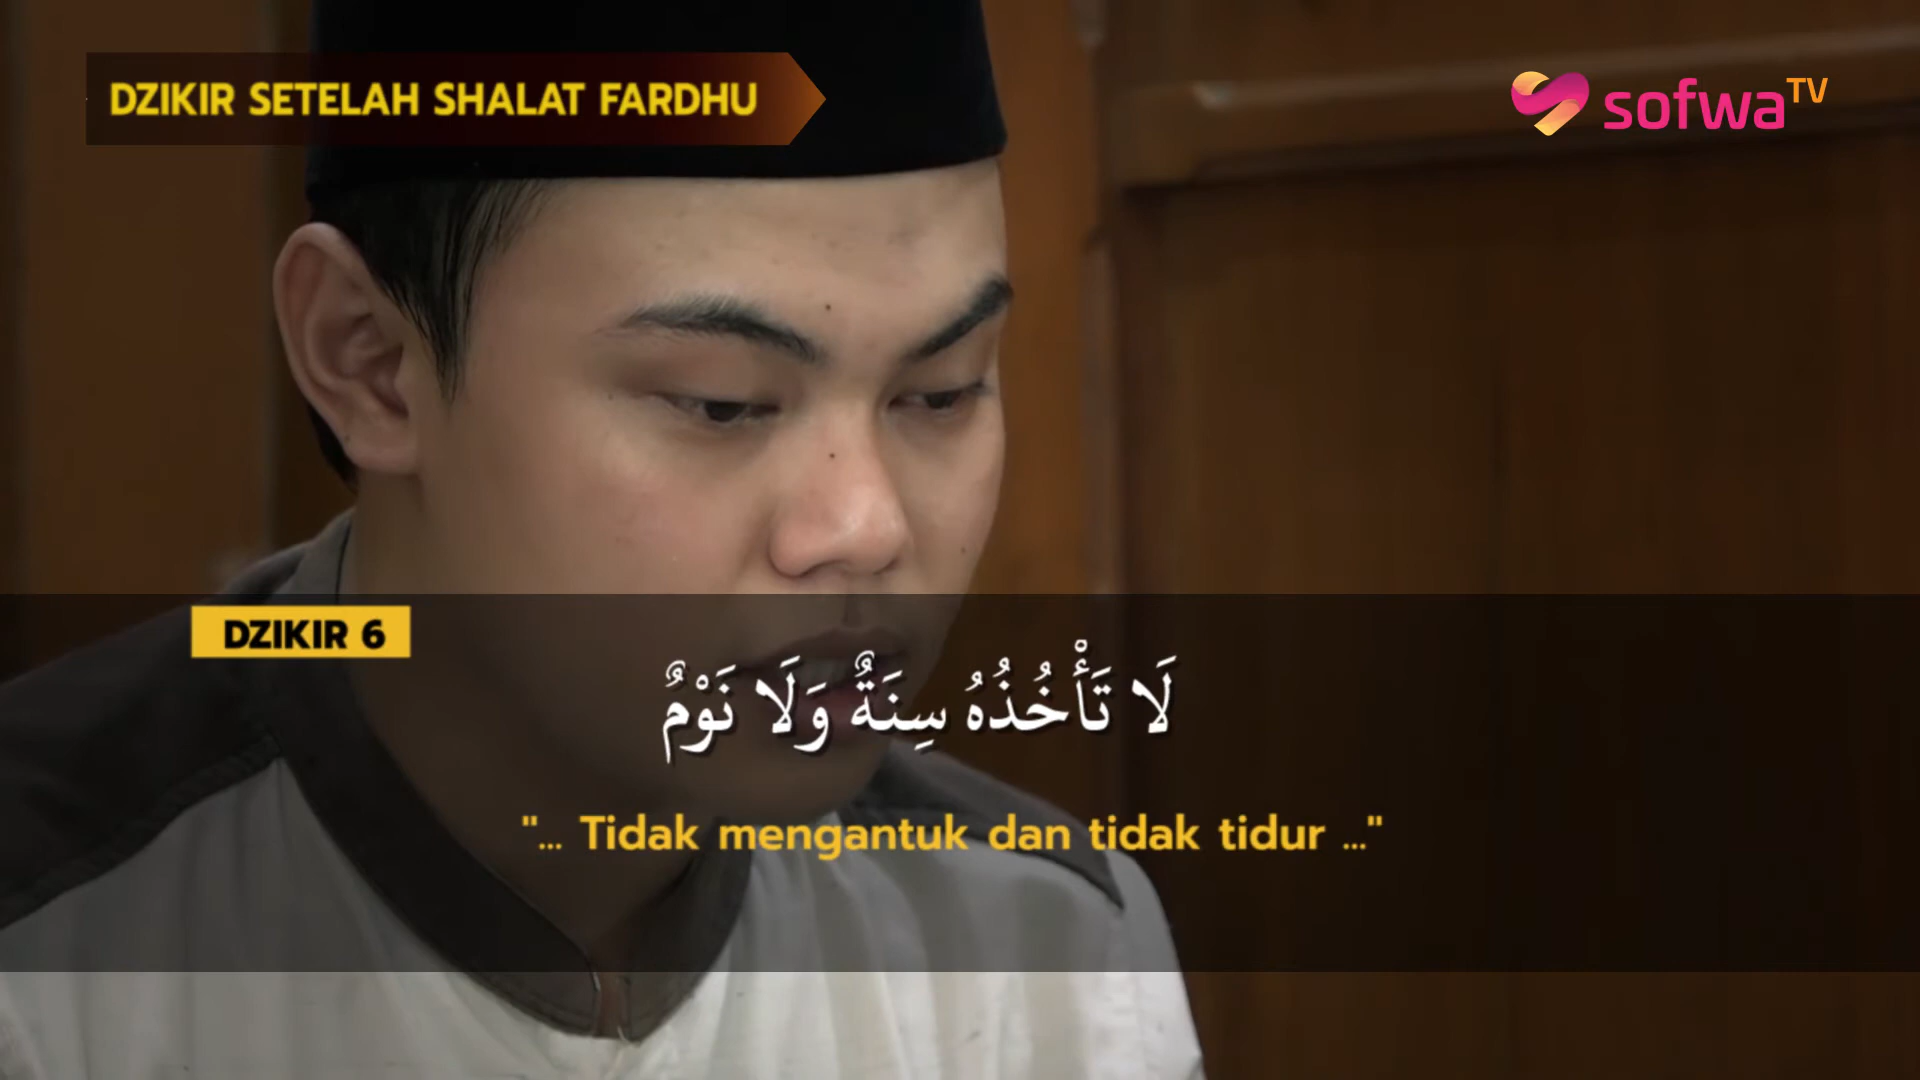 DZIKIR SETELAH SHALAT FARDHU
sofwaTV
DZIKIR 6
لَا تَأْخُذُهُ سِنَةٌ وَلَا نَوْمٌ
"... Tidak mengantuk dan tidak tidur ..."